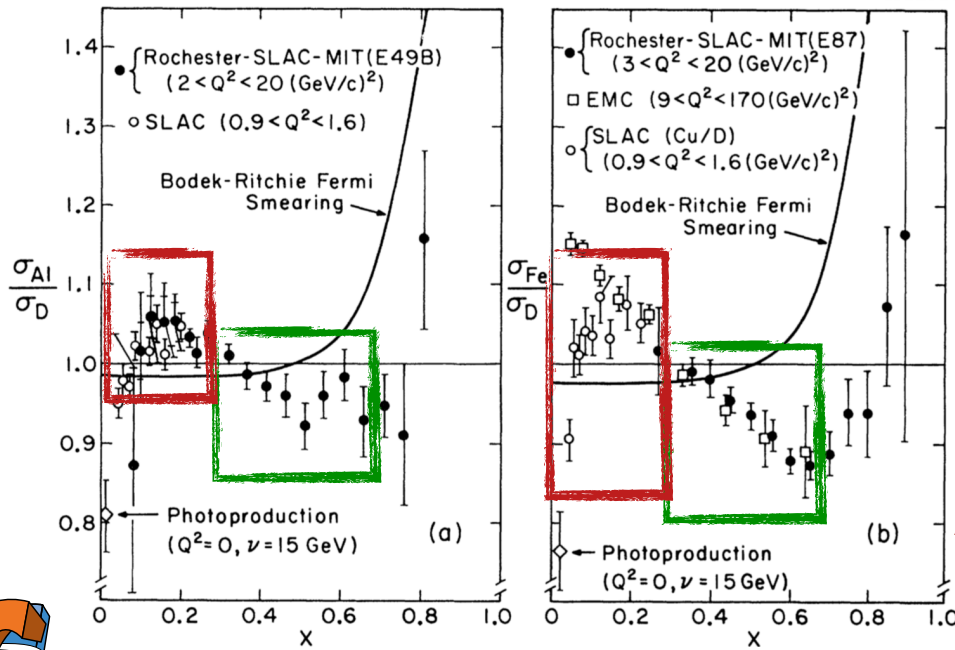 1.4
1.3
1.2
1.1
1.0
0.9
0.8
σAl
σD
● { Rochester-SLAC-MIT(E49B)
(2<Q²<20(GeV/c)²)
○ SLAC (0.9<Q²<1.6)
Bodek-Ritchie Fermi
Smearing
Photoproduction
(Q²=0, ν=15 GeV)
(a)
0 0.2 0.4 0.6 0.8 1.0
X
σFe
σD
● { Rochester-SLAC-MIT(E87)
(3<Q²<20(GeV/c)²)
□ EMC (9<Q²<170(GeV/c)²)
○ { SLAC (Cu/D)
(0.9<Q²<1.6(GeV/c)²)
Bodek-Ritchie Fermi
Smearing
(b)
Photoproduction
(Q²=0, ν=15GeV)
0 0.2 0.4 0.6 0.8 1.0
X